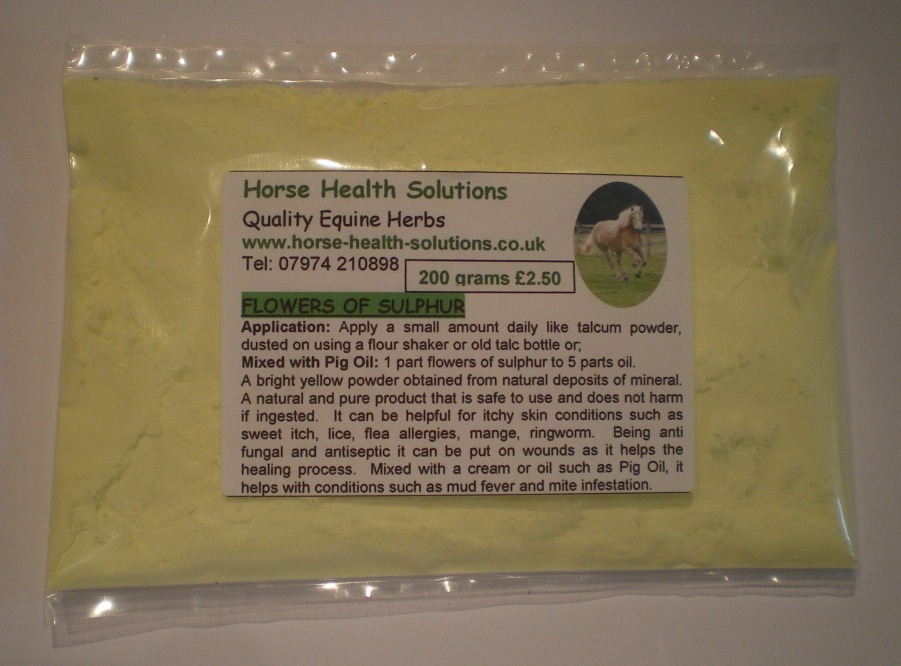 Horse Health Solutions
Quality Equine Herbs
www.horse-health-solutions.co.uk
Tel: 07974 210898
200 grams £2.50
FLOWERS OF SULPHUR
Application: Apply a small amount daily like talcum powder,
dusted on using a flour shaker or old talc bottle or;
Mixed with Pig Oil: 1 part flowers of sulphur to 5 parts oil.
A bright yellow powder obtained from natural deposits of mineral.
A natural and pure product that is safe to use and does not harm
if ingested. It can be helpful for itchy skin conditions such as
sweet itch, lice, flea allergies, mange, ringworm. Being anti
fungal and antiseptic it can be put on wounds as it helps the
healing process. Mixed with a cream or oil such as Pig Oil, it
helps with conditions such as mud fever and mite infestation.